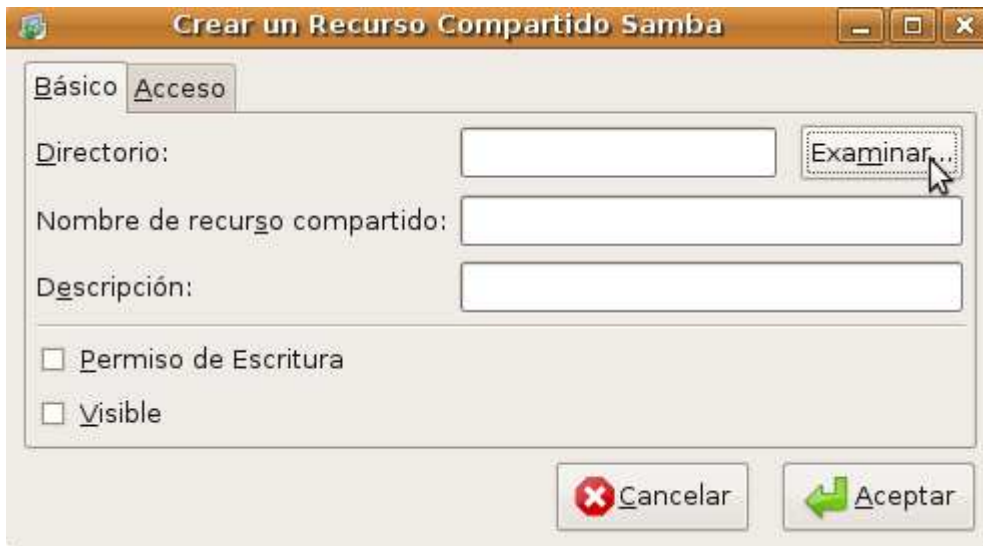 Crear un Recurso Compartido Samba
Básico Acceso
Directorio: Examinar...
Nombre de recurso compartido:
Descripción:
Permiso de Escritura
Visible
Cancelar Aceptar